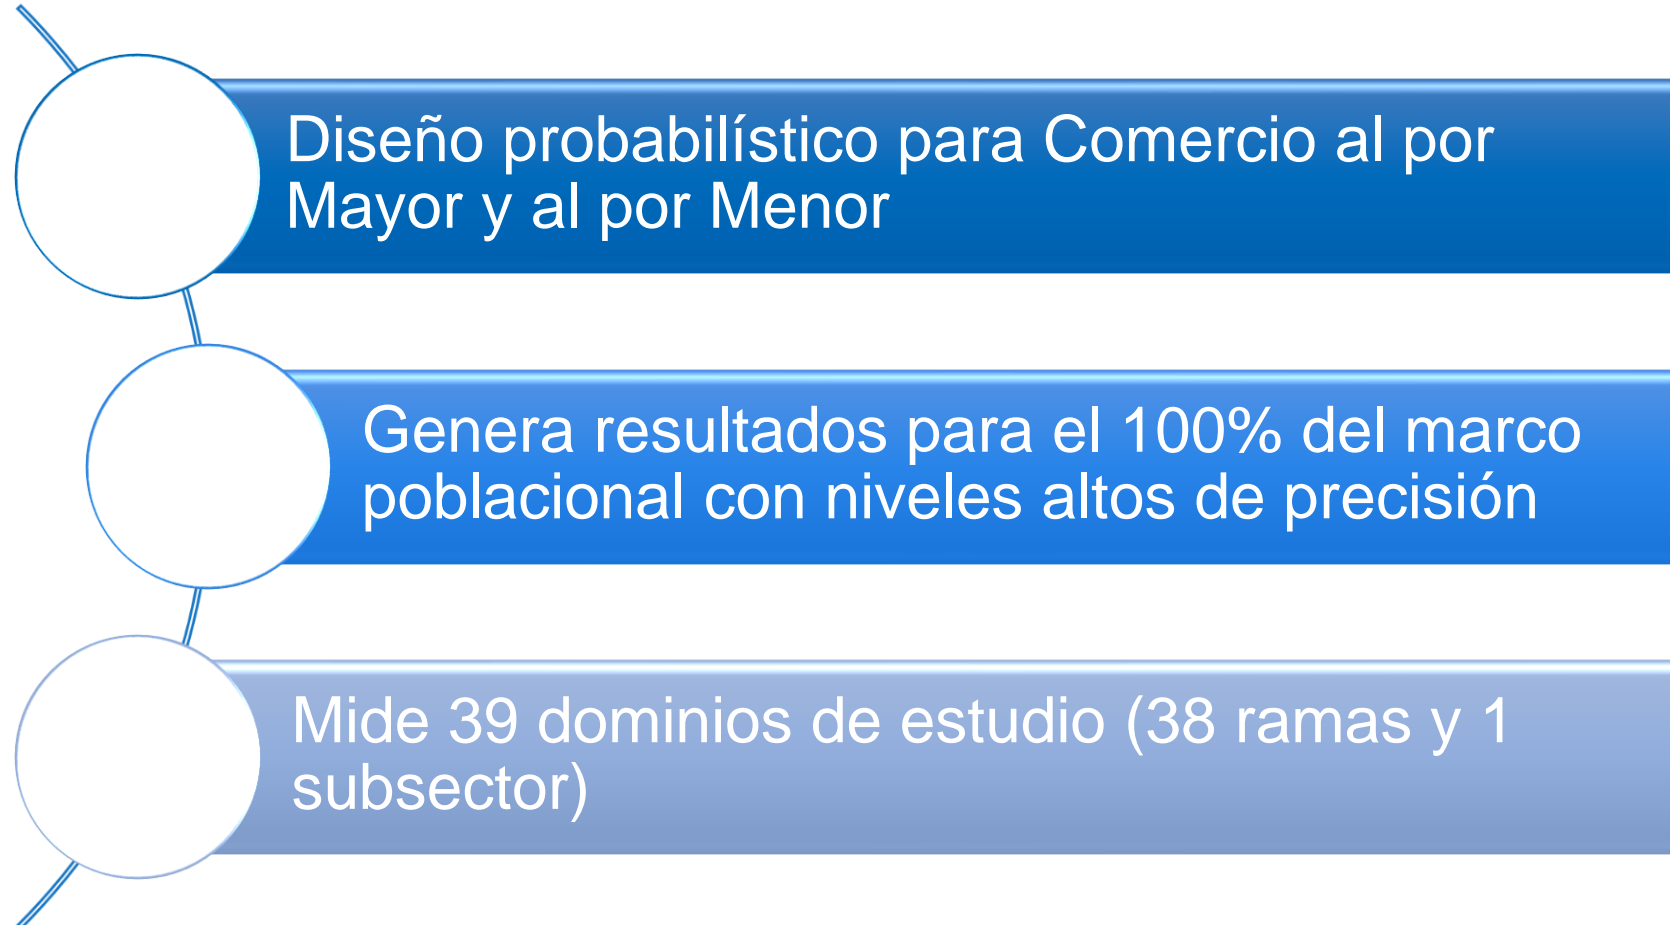 Diseño probabilístico para Comercio al por
Mayor y al por Menor
Genera resultados para el 100% del marco
poblacional con niveles altos de precisión
Mide 39 dominios de estudio (38 ramas y 1
subsector)